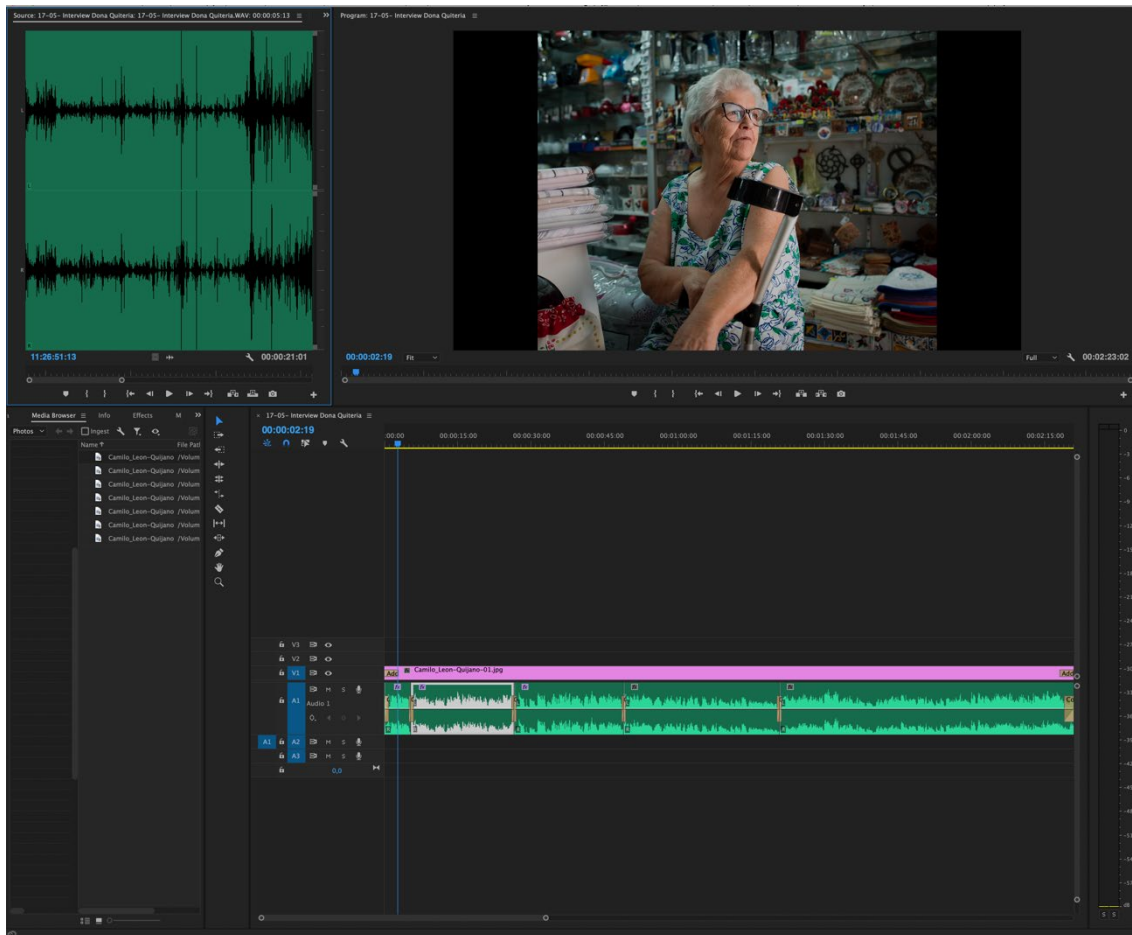 Source: 17-05- Interview Dona Quiteria: 17-05- Interview Dona Quiteria.WAV: 00:00:05:13
Program: 17-05- Interview Dona Quiteria
L
R
11:26:51:13
00:00:21:01
00:00:02:19
Fit
Full
00:02:23:02
Media Browser
Info
Effects
M
Photos
Ingest
Name
File Patl
Camilo_Leon-Quijano /Volum
Camilo_Leon-Quijano /Volum
Camilo_Leon-Quijano /Volum
Camilo_Leon-Quijano /Volum
Camilo_Leon-Quijano /Volum
Camilo_Leon-Quijano /Volum
Camilo_Leon-Quijano /Volum
17-05- Interview Dona Quiteria
00:00:02:19
:00:00 00:00:15:00 00:00:30:00 00:00:45:00 00:01:00:00 00:01:15:00 00:01:30:00 00:01:45:00 00:02:00:00 00:02:15:00
V3
V2
V1
Add
Camilo_Leon-Quijano-01.jpg
Add
A1 M S
Audio 1
A1 A2 M S
A3 M S
0,0
dB
S S